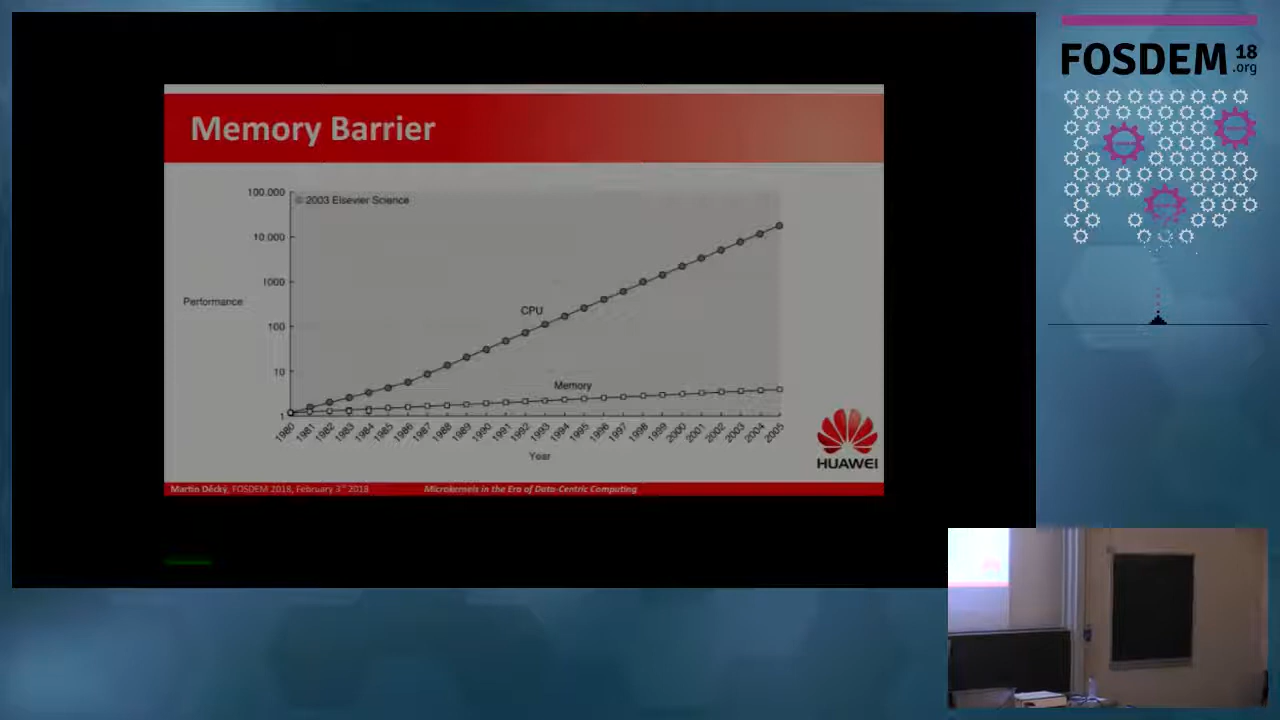 Memory Barrier
© 2003 Elsevier Science
100,000
10,000
1000
100
10
1
Performance
CPU
Memory
1980 1981 1982 1983 1984 1985 1986 1987 1988 1989 1990 1991 1992 1993 1994 1995 1996 1997 1998 1999 2000 2001 2002 2003 2004 2005
Year
HUAWEI
Martin Děcký, FOSDEM 2018, February 3rd 2018
Microkernels in the Era of Data-Centric Computing
FOSDEM 18
.org